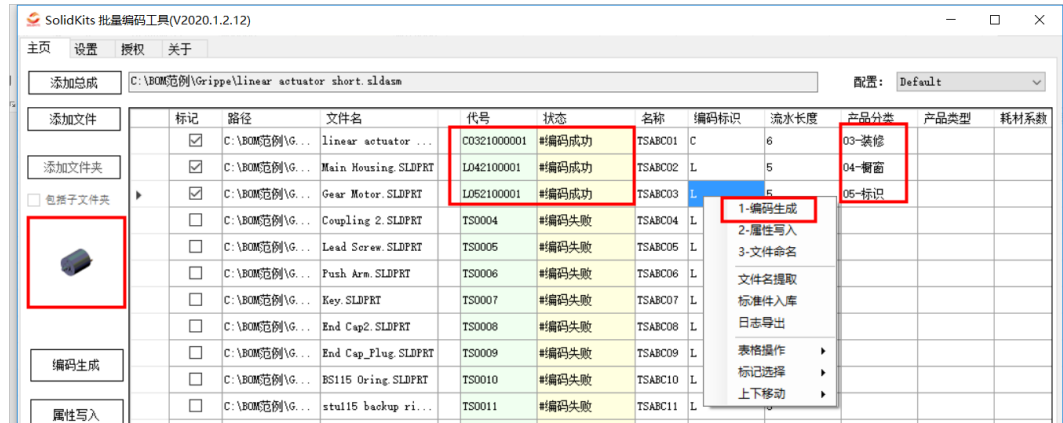 SolidKits 批量编码工具(V2020.1.2.12)
主页 设置 授权 关于
添加总成 C:\BOM范例\Grippe\linear actuator short.sldasm 配置: Default
添加文件
添加文件夹
包括子文件夹
编码生成
属性写入
标记 路径 文件名 代号 状态 名称 编码标识 流水长度 产品分类 产品类型 耗材系数
C:\BOM范例\G... linear actuator ... C0321000001 #编码成功 TSABC01 C 6 03-装修
C:\BOM范例\G... Main Housing.SLDPRT L042100001 #编码成功 TSABC02 L 5 04-橱窗
C:\BOM范例\G... Gear Motor.SLDPRT L052100001 #编码成功 TSABC03 L 5 05-标识
C:\BOM范例\G... Coupling 2.SLDPRT TS0004 #编码失败 TSABC04 L
C:\BOM范例\G... Lead Screw.SLDPRT TS0005 #编码失败 TSABC05 L
C:\BOM范例\G... Push Arm.SLDPRT TS0006 #编码失败 TSABC06 L
C:\BOM范例\G... Key.SLDPRT TS0007 #编码失败 TSABC07 L
C:\BOM范例\G... End Cap2.SLDPRT TS0008 #编码失败 TSABC08 L
C:\BOM范例\G... End Cap_Plug.SLDPRT TS0009 #编码失败 TSABC09 L
C:\BOM范例\G... BS115 Oring.SLDPRT TS0010 #编码失败 TSABC10 L
C:\BOM范例\G... stu115 backup ri... TS0011 #编码失败 TSABC11 L
1-编码生成
2-属性写入
3-文件命名
文件名提取
标准件入库
日志导出
表格操作
标记选择
上下移动